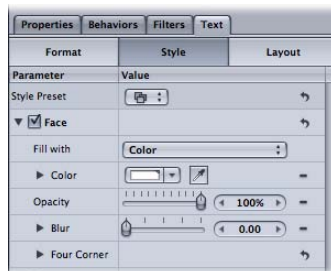 Properties Behaviors Filters Text
Format Style Layout
Parameter Value
Style Preset
Face
Fill with Color
Color
Opacity 100%
Blur 0.00
Four Corner